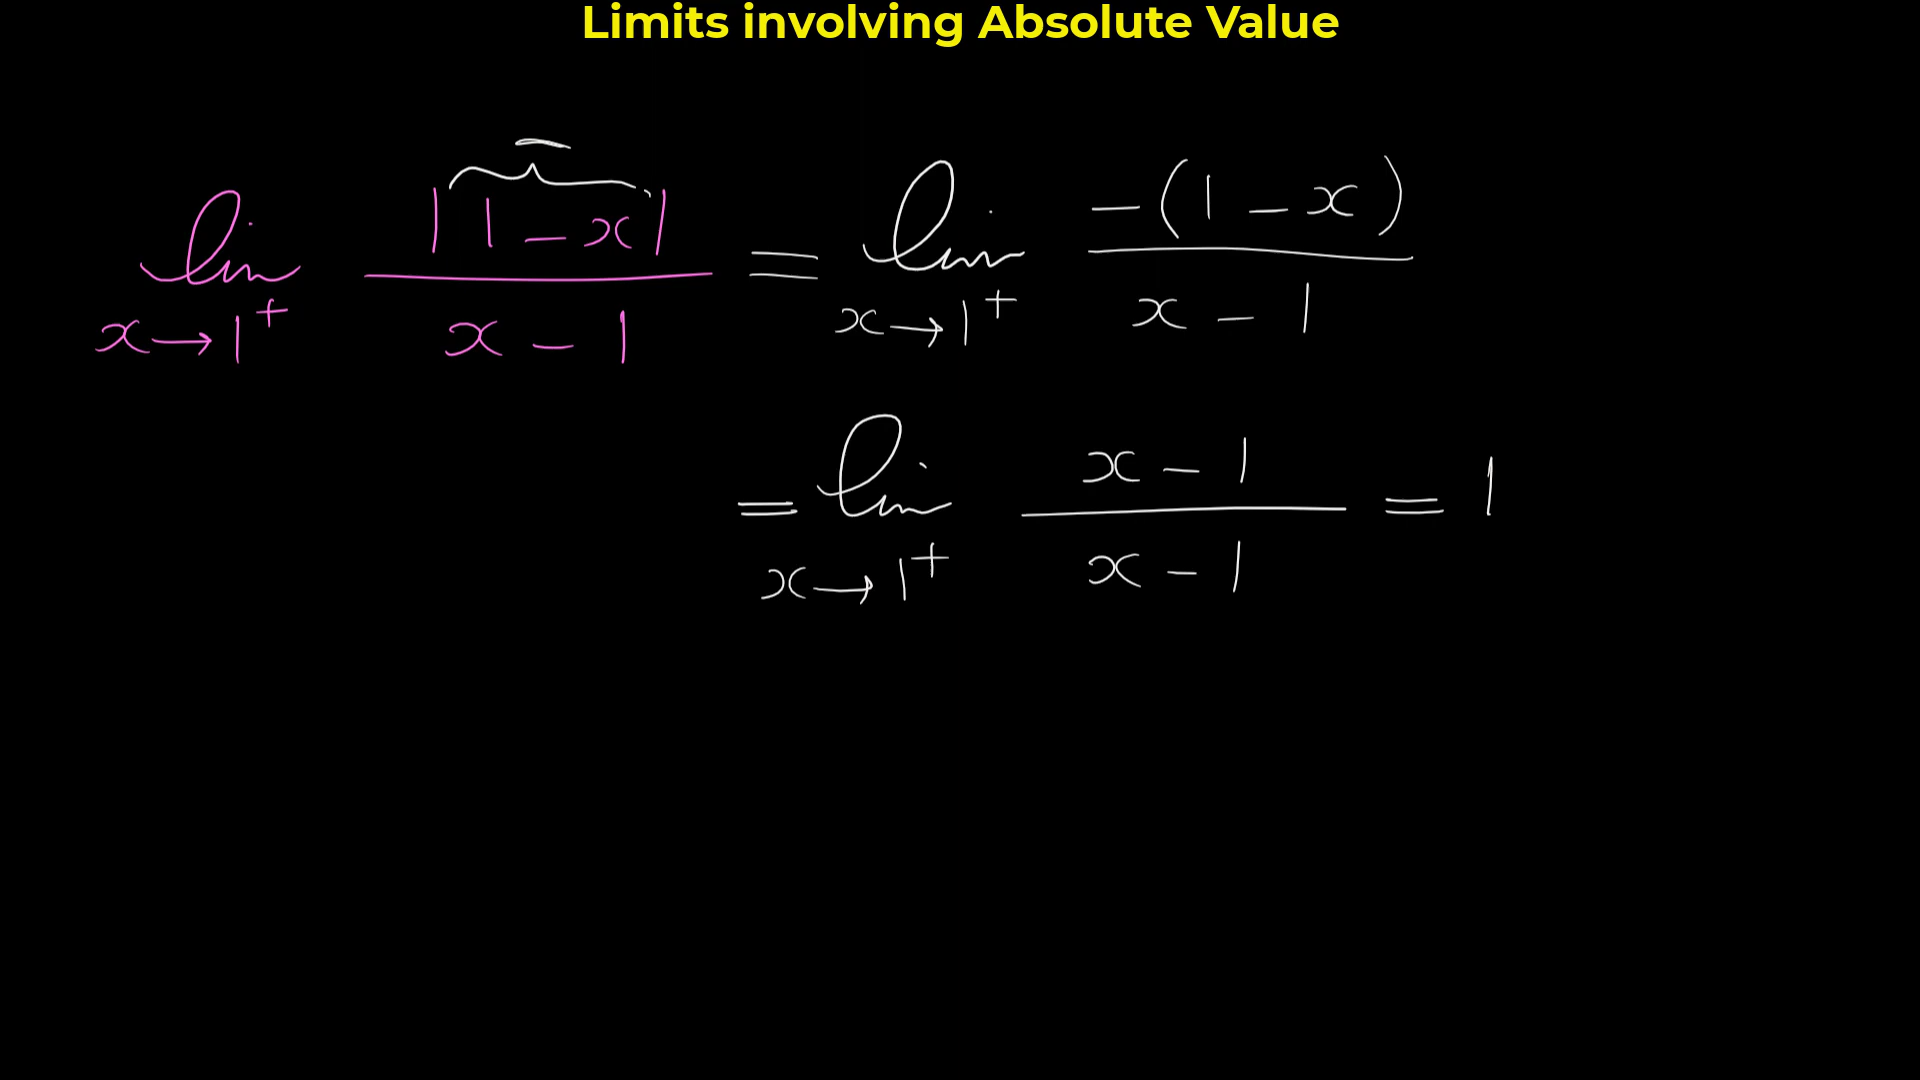 Limits involving Absolute Value
lim x→1⁺ |1 − x| / x − 1 = lim x→1⁺ −(1 − x) / x − 1
= lim x→1⁺ x − 1 / x − 1 = 1